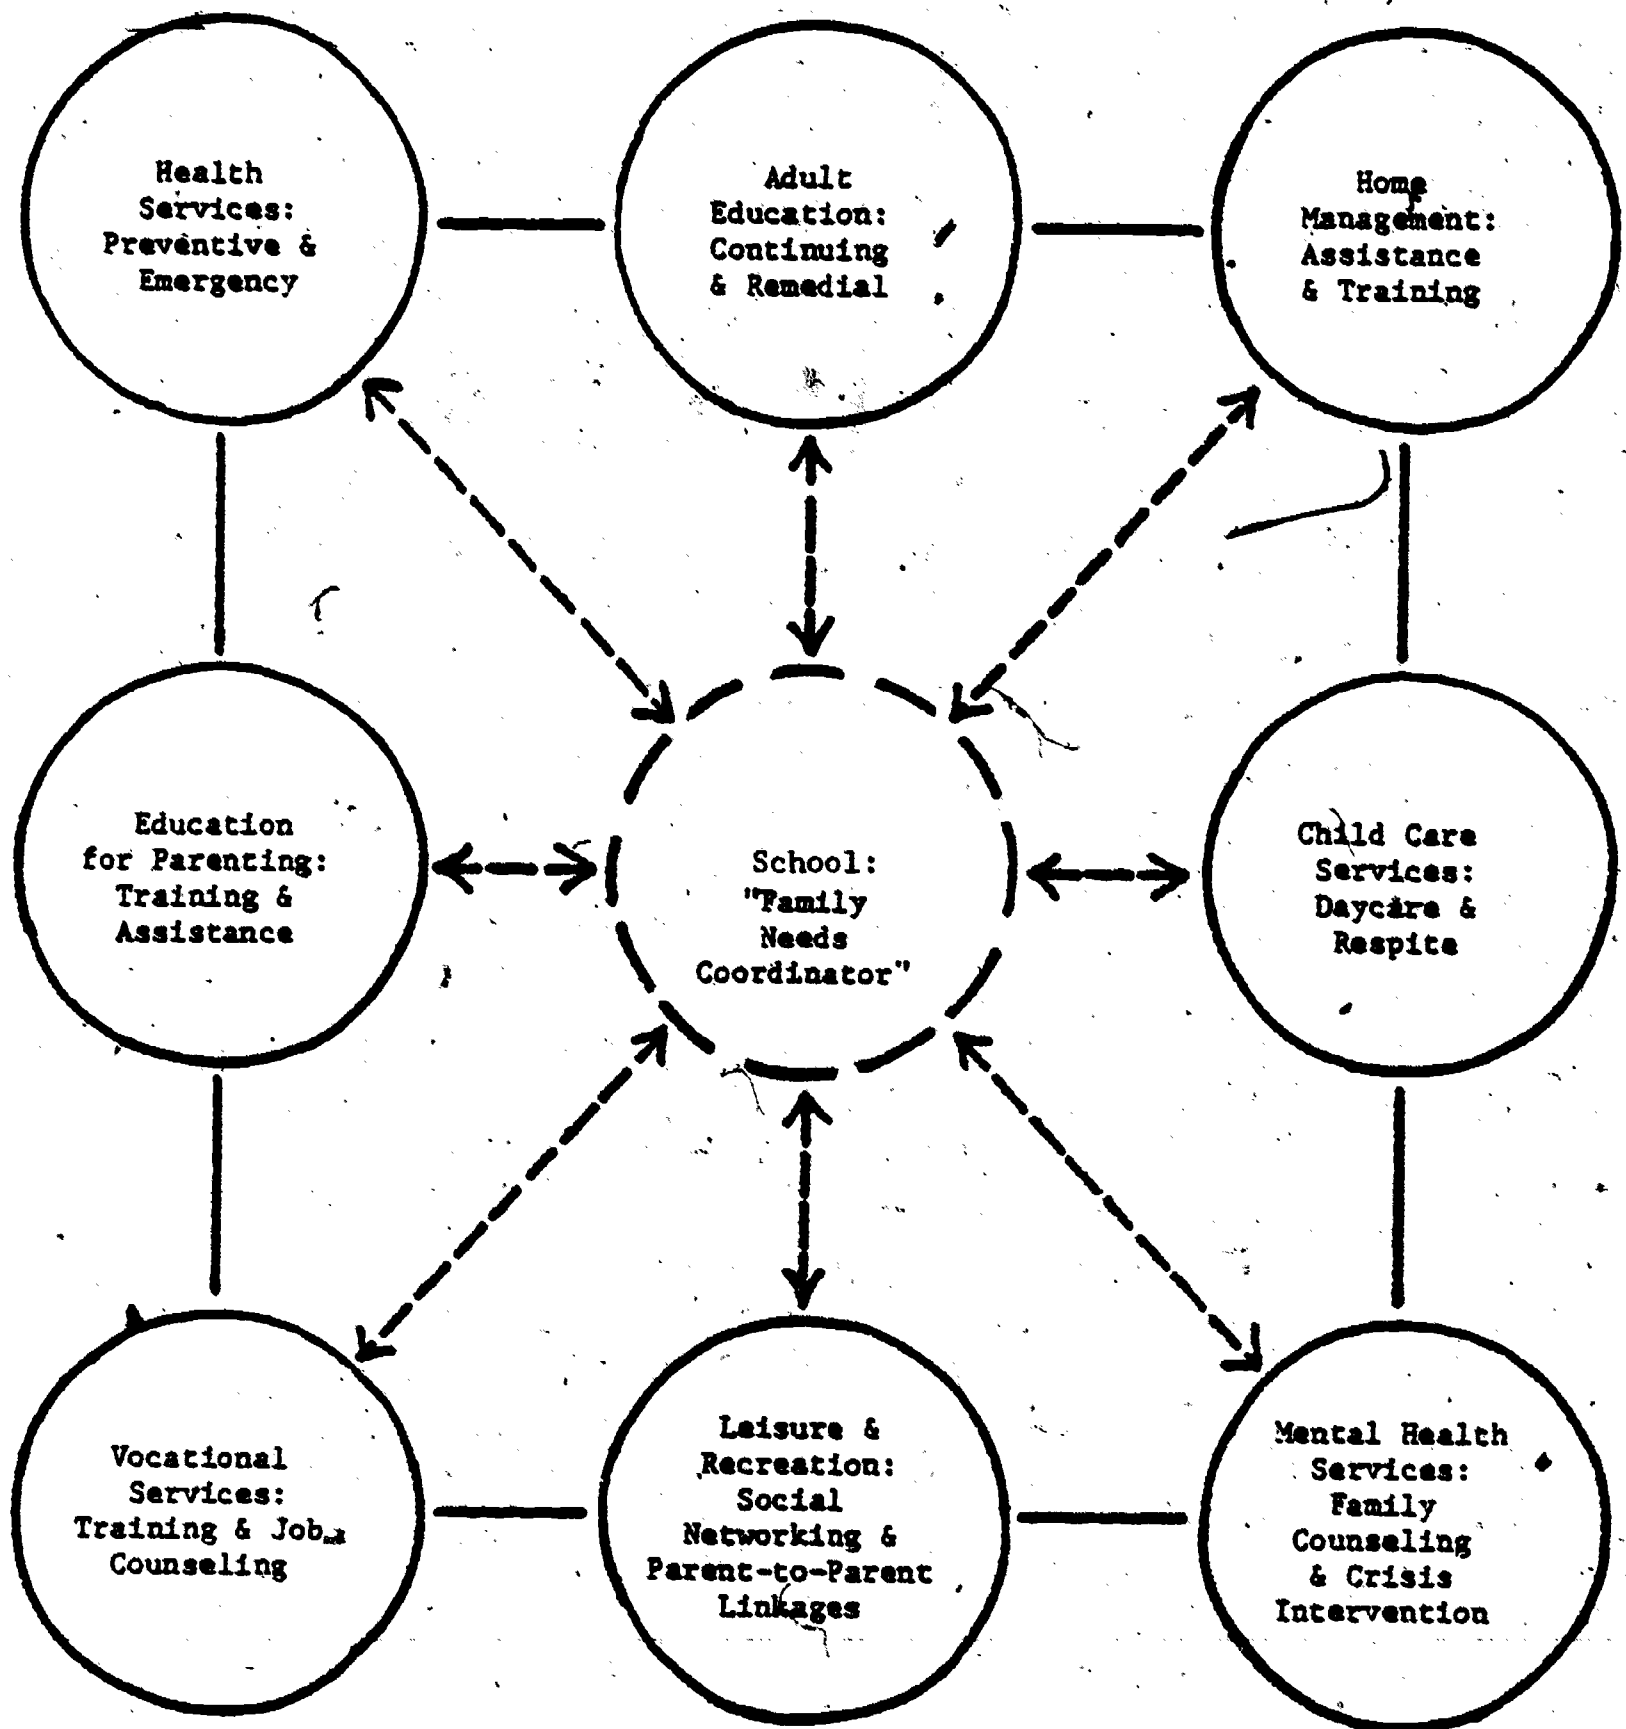 Health
Services:
Preventive &
Emergency
Adult
Education:
Continuing
& Remedial
Home
Management:
Assistance
& Training
Education
for Parenting:
Training &
Assistance
School:
"Family
Needs
Coordinator"
Child Care
Services:
Daycare &
Respite
Vocational
Services:
Training & Job
Counseling
Leisure &
Recreation:
Social
Networking &
Parent-to-Parent
Linkages
Mental Health
Services:
Family
Counseling
& Crisis
Intervention